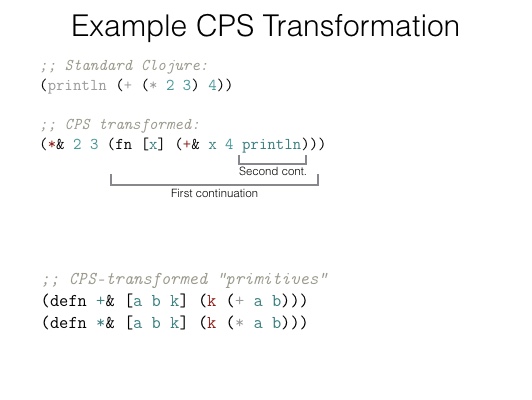 Example CPS Transformation
;; Standard Clojure:
(println (+ (* 2 3) 4))
;; CPS transformed:
(*& 2 3 (fn [x] (+& x 4 println)))
Second cont.
First continuation
;; CPS-transformed "primitives"
(defn +& [a b k] (k (+ a b)))
(defn *& [a b k] (k (* a b)))